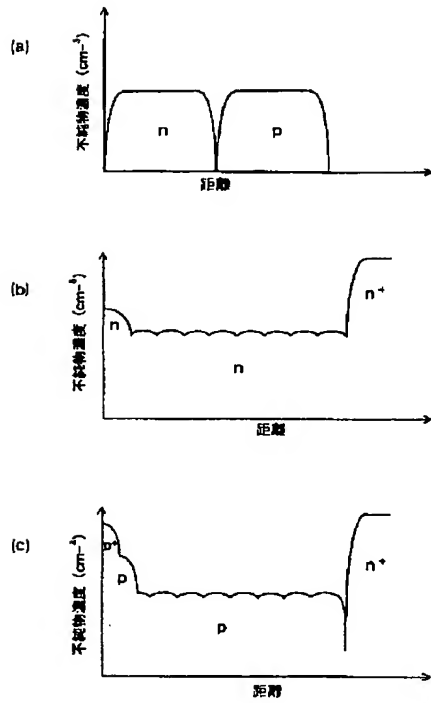 (a)
不純物濃度 (cm⁻³)
n
p
距離
(b)
不純物濃度 (cm⁻³)
n
n
n⁺
距離
(c)
不純物濃度 (cm⁻³)
p⁺
p
p
n⁺
距離